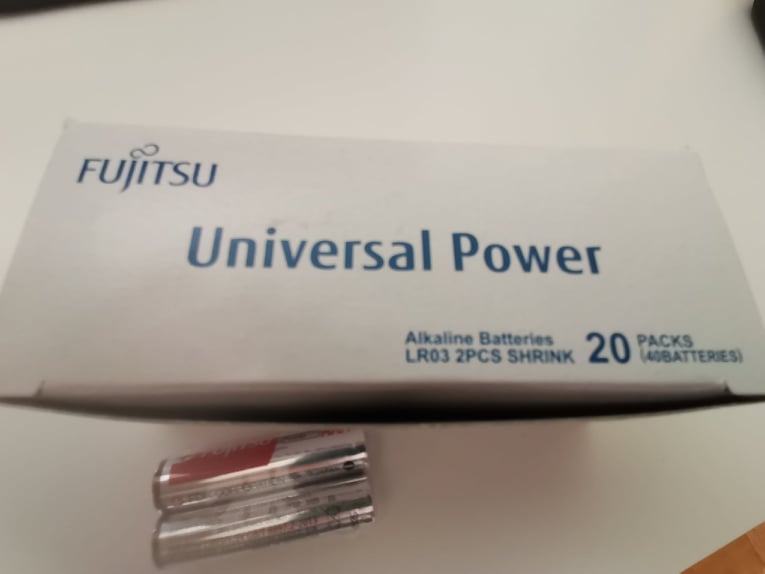 FUJITSU
Universal Power
Alkaline Batteries
LR03 2PCS SHRINK
20
PACKS
(40BATTERIES)